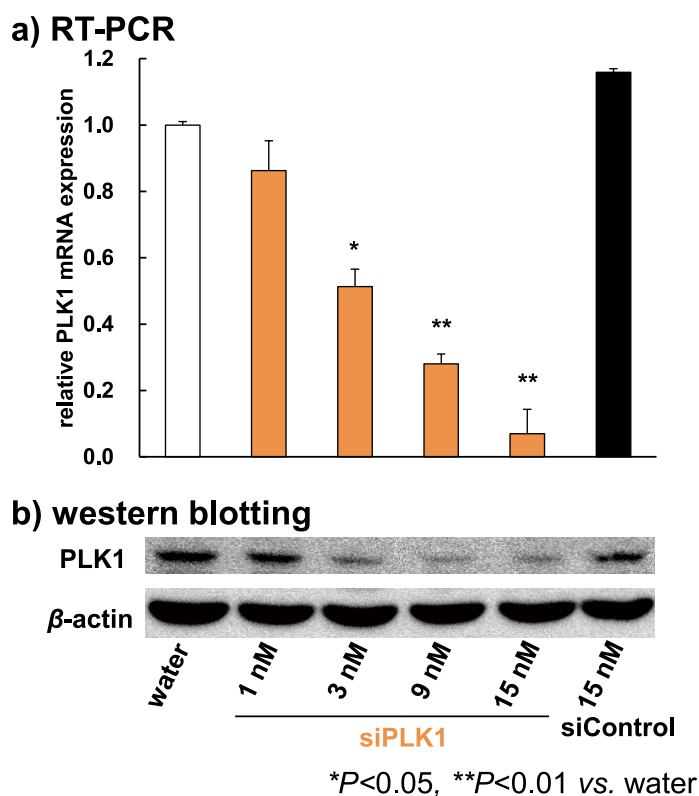 a) RT-PCR
relative PLK1 mRNA expression
1.2
1.0
0.8
0.6
0.4
0.2
0.0
*
**
**
b) western blotting
PLK1
β-actin
water
1 nM
3 nM
9 nM
15 nM
15 nM
siPLK1
siControl
*P<0.05, **P<0.01 vs. water